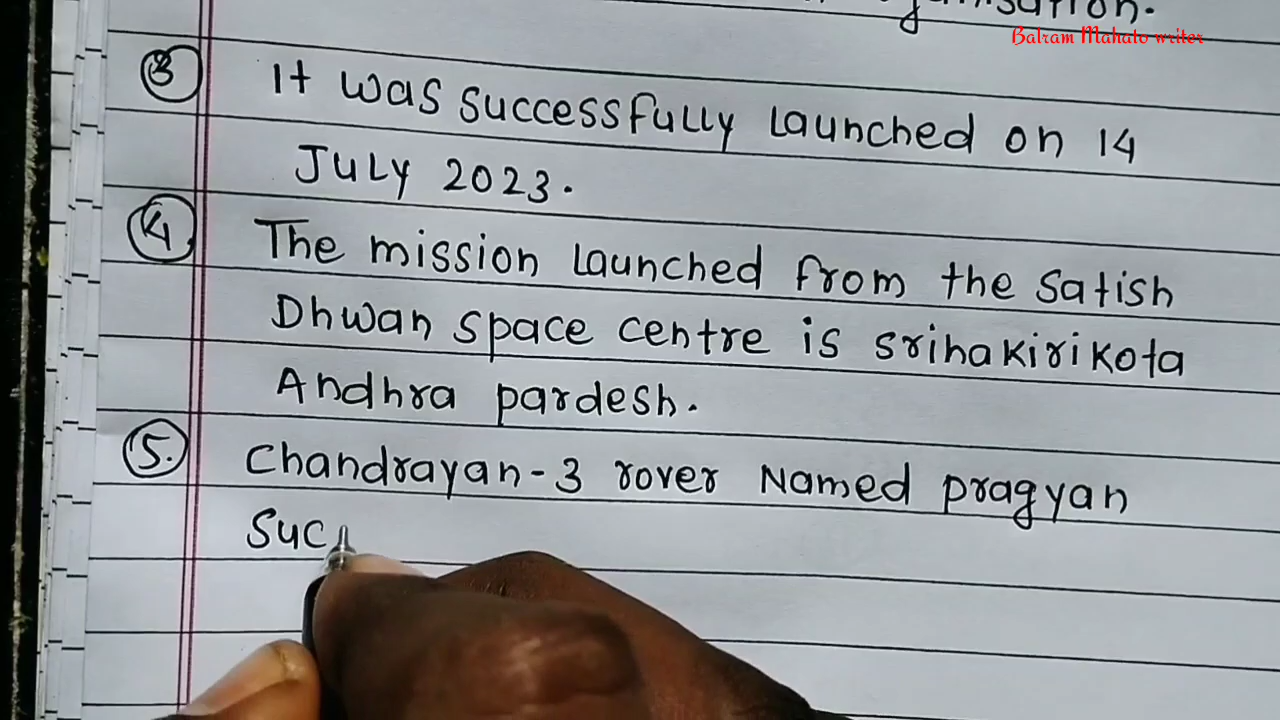 Balram Mahato writer
3 It was successfully launched on 14
July 2023.
4. The mission launched from the Satish
Dhwan space centre is srihakirikota
Andhra pardesh.
5. Chandrayan-3 rover Named pragyan
Suc